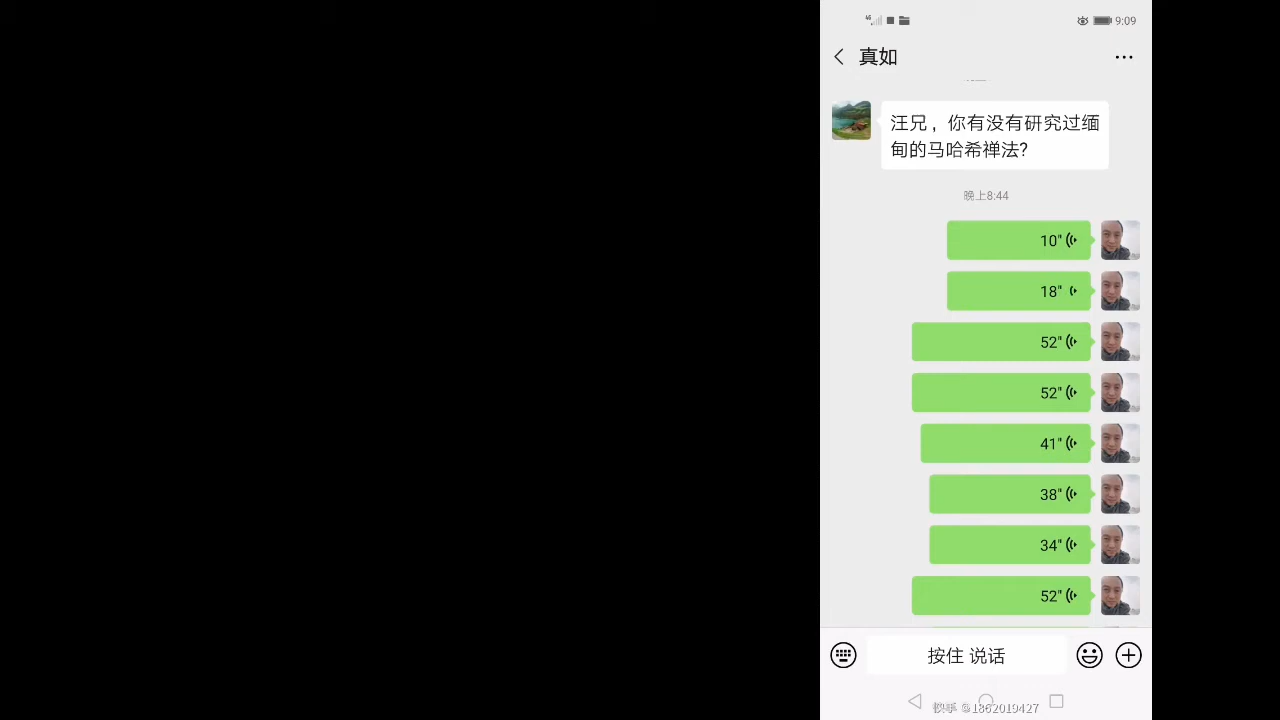 4G
9:09
真如
汪兄，你有没有研究过缅
甸的马哈希禅法?
晚上8:44
10"
18"
52"
52"
41"
38"
34"
52"
按住 说话
快手 @1862019427